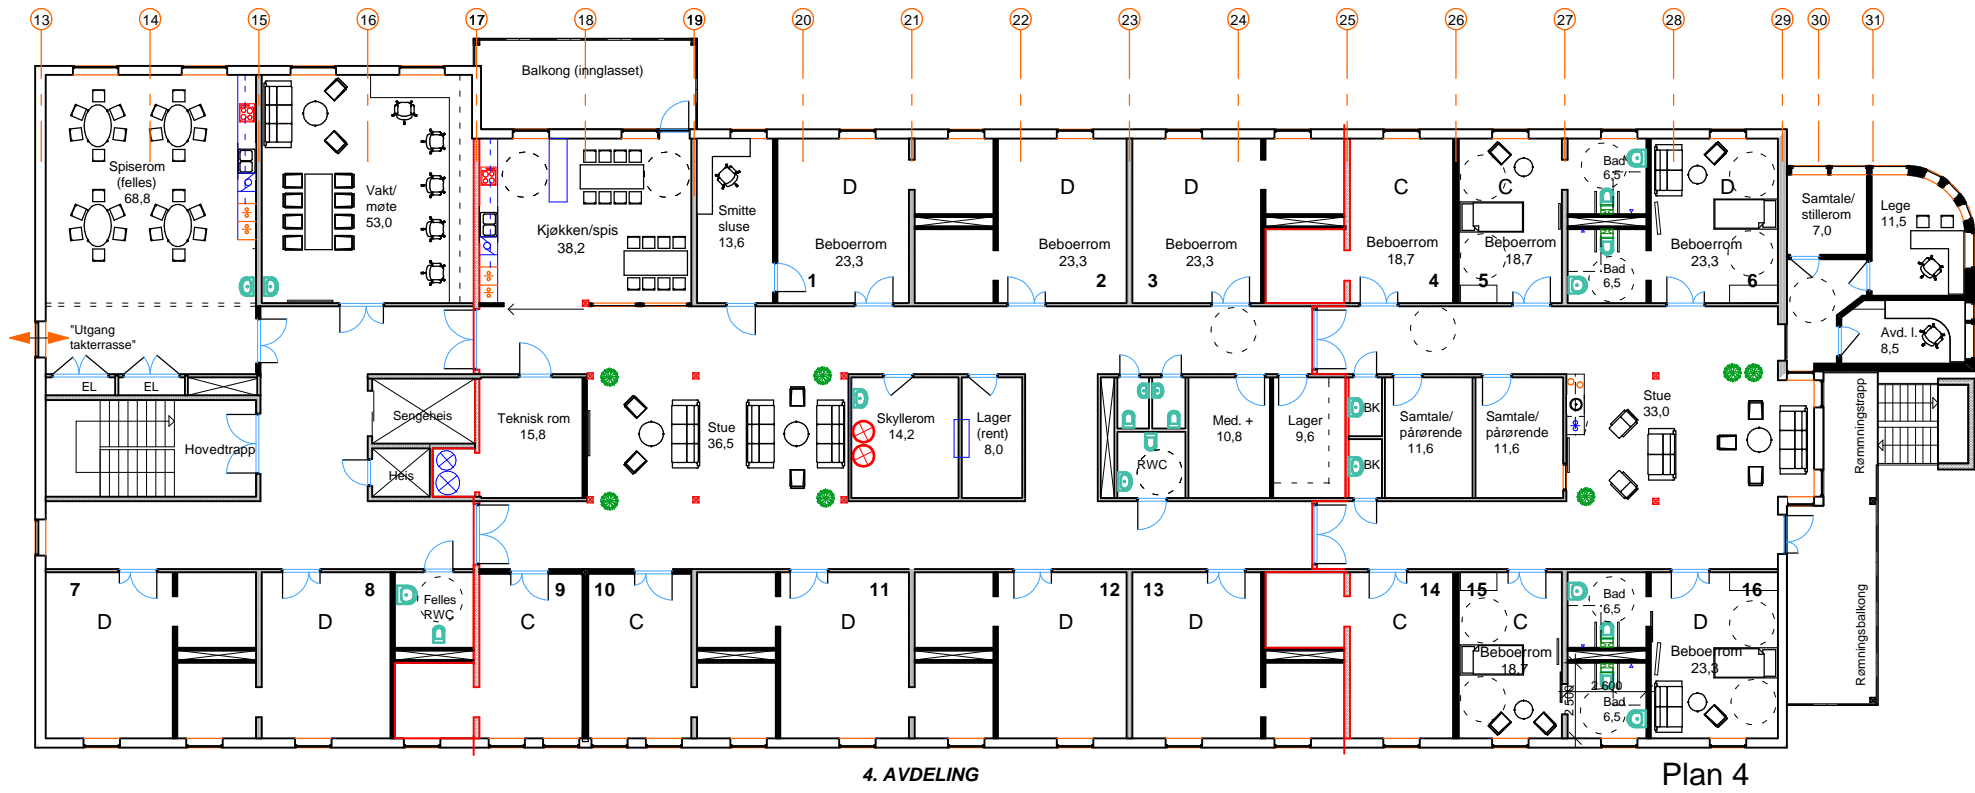 13 14 15 16 17 18 19 20 21 22 23 24 25 26 27 28 29 30 31
Balkong (innglasset)
Spiserom
(felles)
68,8
Vakt/
møte
53,0
Kjøkken/spis
38,2
Smitte
sluse
13,6
D
Beboerrom
23,3
1
D
Beboerrom
23,3
2
D
Beboerrom
23,3
3
C
Beboerrom
18,7
4
C
Beboerrom
18,7
5
Bad
6,5
Bad
6,5
D
Beboerrom
23,3
6
Samtale/
stillerom
7,0
Lege
11,5
Avd. l.
8,5
"Utgang
takterrasse"
EL
EL
Hovedtrapp
Sengeheis
Heis
Teknisk rom
15,8
Stue
36,5
Skyllerom
14,2
Lager
(rent)
8,0
RWC
Med. +
10,8
Lager
9,6
BK
BK
Samtale/
pårørende
11,6
Samtale/
pårørende
11,6
Stue
33,0
Rømningstrapp
Rømningsbalkong
7
D
8
D
Felles
RWC
9
C
10
C
11
D
12
D
13
D
14
C
15
C
Beboerrom
18,7
Bad
6,5
2 600
2 500
Bad
6,5
16
D
Beboerrom
23,3
4. AVDELING
Plan 4